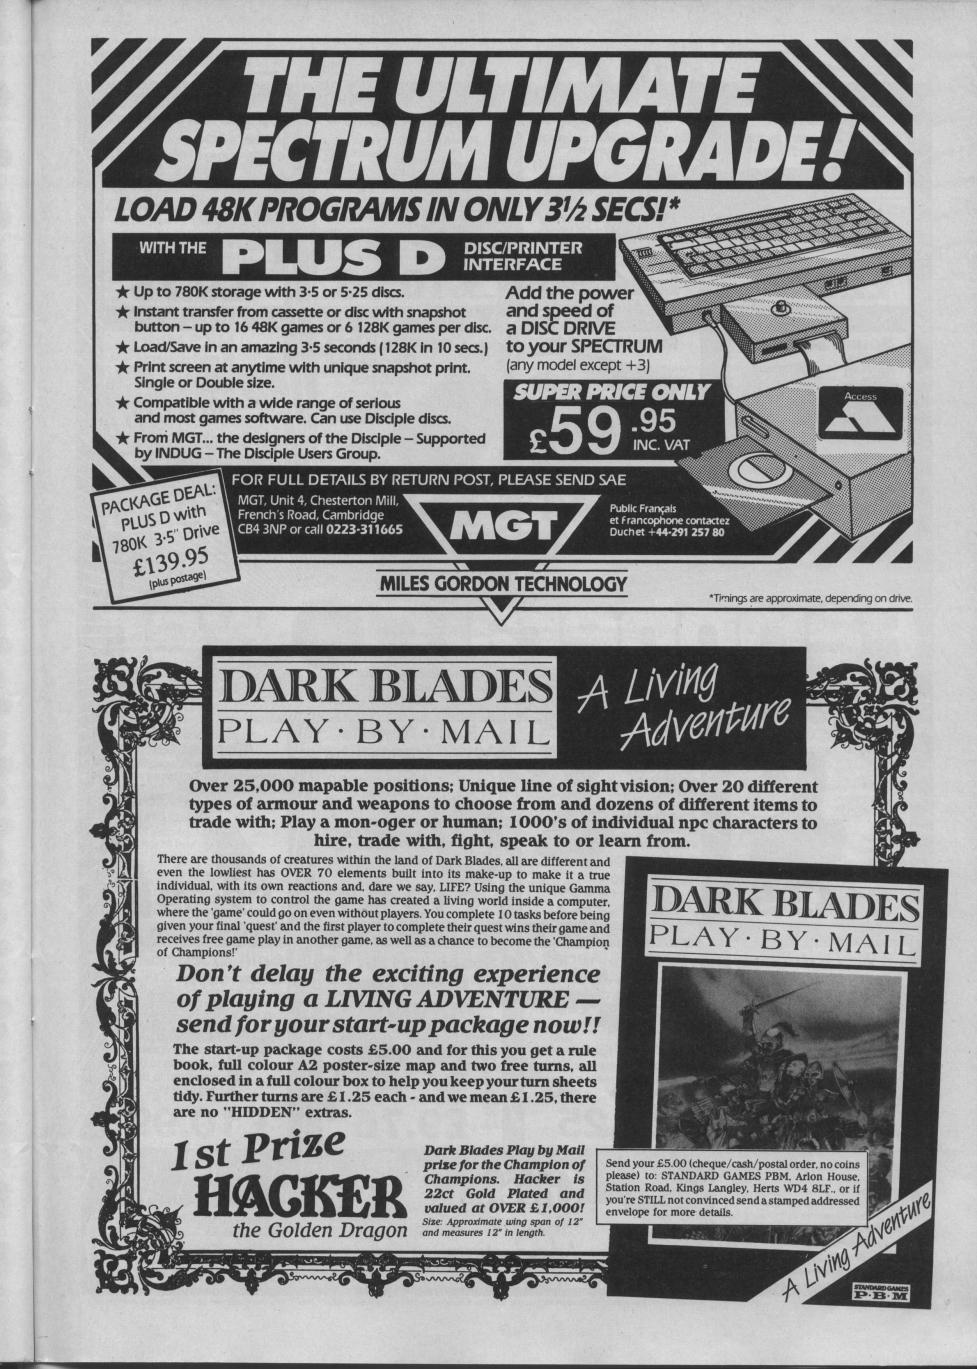 THE ULTIMATE
SPECTRUM UPGRADE!
LOAD 48K PROGRAMS IN ONLY 3½ SECS!*
WITH THE PLUS D DISC/PRINTER
INTERFACE
★ Up to 780K storage with 3·5 or 5·25 discs.
★ Instant transfer from cassette or disc with snapshot
button – up to 16 48K games or 6 128K games per disc.
★ Load/Save in an amazing 3·5 seconds (128K in 10 secs.)
★ Print screen at anytime with unique snapshot print.
Single or Double size.
★ Compatible with a wide range of serious
and most games software. Can use Disciple discs.
★ From MGT... the designers of the Disciple – Supported
by INDUG – The Disciple Users Group.
Add the power
and speed of
a DISC DRIVE
to your SPECTRUM
(any model except +3)
SUPER PRICE ONLY
£59.95
INC. VAT
Access
FOR FULL DETAILS BY RETURN POST, PLEASE SEND SAE
PACKAGE DEAL:
PLUS D with
780K 3·5" Drive
£139.95
(plus postage)
MGT, Unit 4, Chesterton Mill,
French's Road, Cambridge
CB4 3NP or call 0223-311665
MGT
Public Français
et Francophone contactez
Duchet +44-291 257 80
MILES GORDON TECHNOLOGY
*Timings are approximate, depending on drive.
DARK BLADES
PLAY·BY·MAIL
A Living
Adventure
Over 25,000 mapable positions; Unique line of sight vision; Over 20 different
types of armour and weapons to choose from and dozens of different items to
trade with; Play a mon-oger or human; 1000's of individual npc characters to
hire, trade with, fight, speak to or learn from.
There are thousands of creatures within the land of Dark Blades, all are different and
even the lowliest has OVER 70 elements built into its make-up to make it a true
individual, with its own reactions and, dare we say, LIFE? Using the unique Gamma
Operating system to control the game has created a living world inside a computer,
where the 'game' could go on even without players. You complete 10 tasks before being
given your final 'quest' and the first player to complete their quest wins their game and
receives free game play in another game, as well as a chance to become the 'Champion
of Champions!'
Don't delay the exciting experience
of playing a LIVING ADVENTURE —
send for your start-up package now!!
The start-up package costs £5.00 and for this you get a rule
book, full colour A2 poster-size map and two free turns, all
enclosed in a full colour box to help you keep your turn sheets
tidy. Further turns are £1.25 each - and we mean £1.25, there
are no "HIDDEN" extras.
1st Prize
HACKER
the Golden Dragon
Dark Blades Play by Mail
prize for the Champion of
Champions. Hacker is
22ct Gold Plated and
valued at OVER £1,000!
Size: Approximate wing span of 12"
and measures 12" in length.
DARK BLADES
PLAY·BY·MAIL
Send your £5.00 (cheque/cash/postal order, no coins
please) to: STANDARD GAMES PBM, Arlon House,
Station Road, Kings Langley, Herts WD4 8LF., or if
you're STILL not convinced send a stamped addressed
envelope for more details.
A Living Adventure
STANDARD GAMES
P·B·M